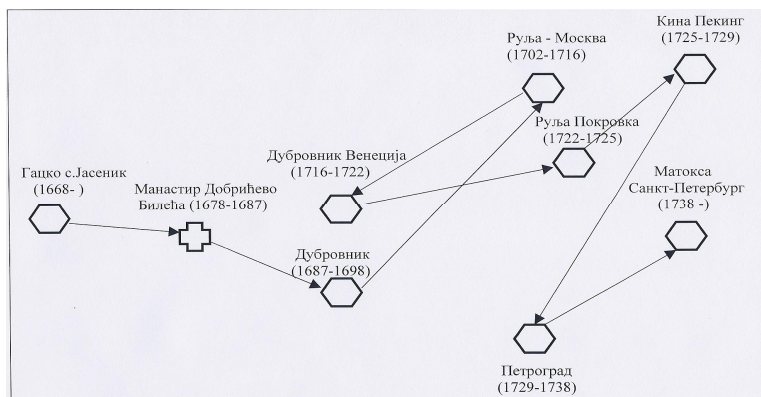 Гацко с.Јасеник
(1668- )
Манастир Добрићево
Билећа (1678-1687)
Дубровник
(1687-1698)
Руља - Москва
(1702-1716)
Дубровник Венеција
(1716-1722)
Руља Покровка
(1722-1725)
Кина Пекинг
(1725-1729)
Петроград
(1729-1738)
Матокса
Санкт-Петербург
(1738 -)